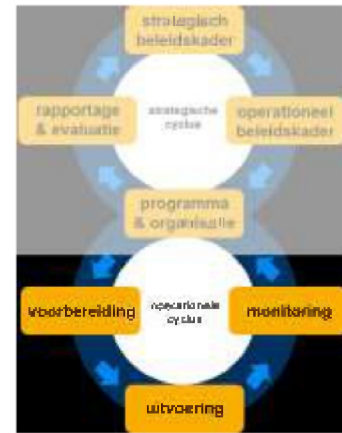 strategisch
beleidskader
rapportage
& evaluatie
strategische
cyclus
operationeel
beleidskader
programma
& organisatie
voorbereiding
operationele
cyclus
monitoring
uitvoering